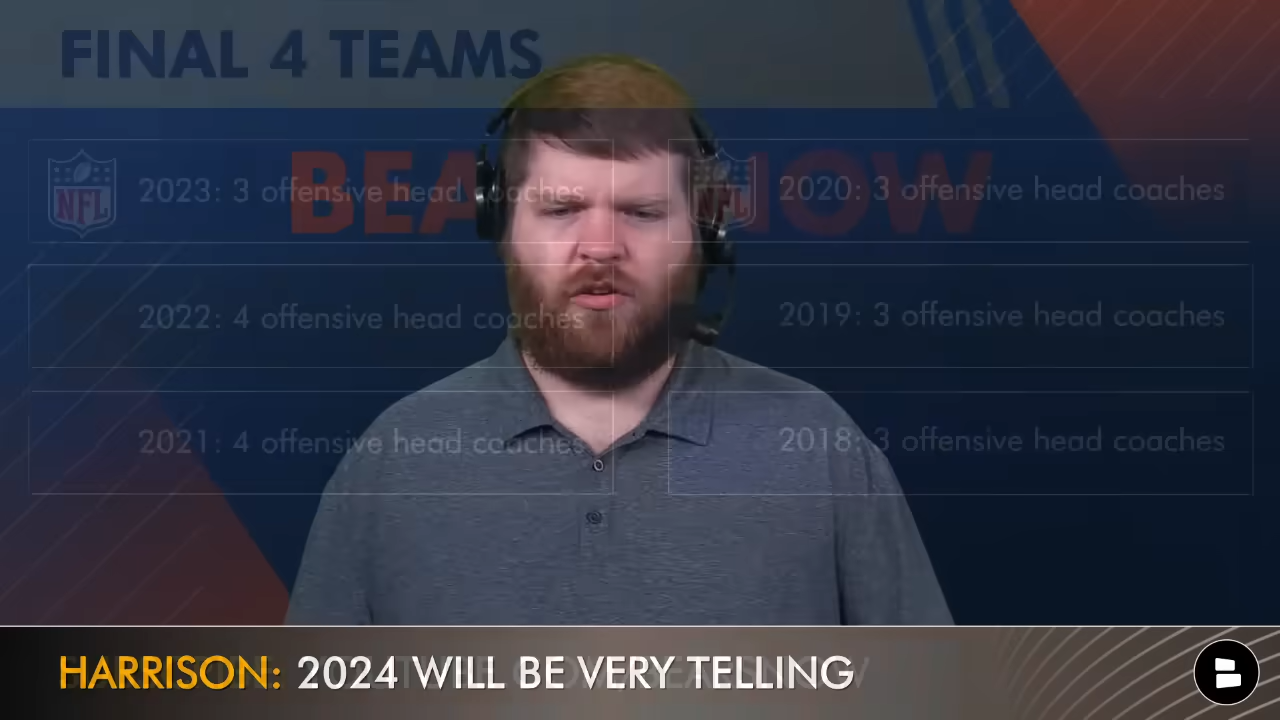 FINAL 4 TEAMS
NFL
2023: 3 offensive head coaches
2022: 4 offensive head coaches
2021: 4 offensive head coaches
NFL
2020: 3 offensive head coaches
2019: 3 offensive head coaches
2018: 3 offensive head coaches
HARRISON: 2024 WILL BE VERY TELLING